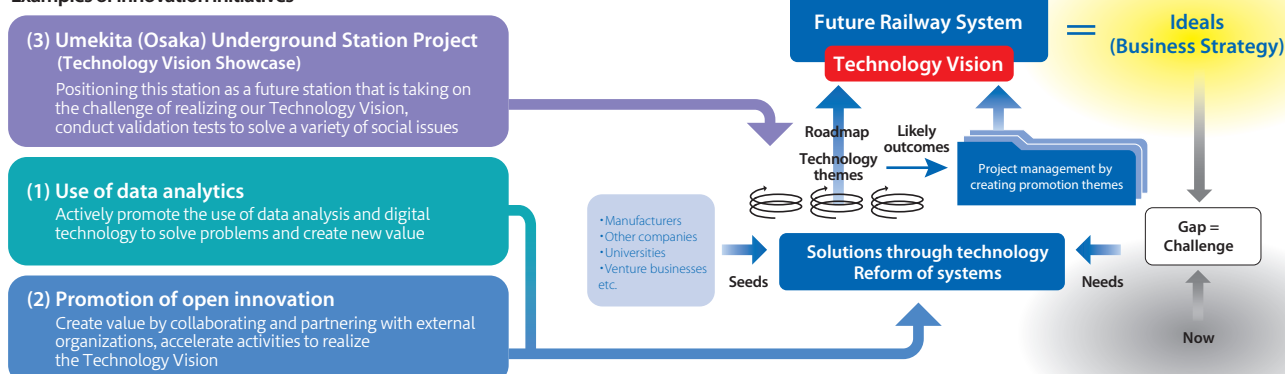 Examples of innovation initiatives
(3) Umekita (Osaka) Underground Station Project
(Technology Vision Showcase)
Positioning this station as a future station that is taking on
the challenge of realizing our Technology Vision,
conduct validation tests to solve a variety of social issues
(1) Use of data analytics
Actively promote the use of data analysis and digital
technology to solve problems and create new value
(2) Promotion of open innovation
Create value by collaborating and partnering with external
organizations, accelerate activities to realize
the Technology Vision
Future Railway System
Technology Vision
=
Ideals
(Business Strategy)
Roadmap
Technology
themes
Likely
outcomes
Project management by
creating promotion themes
・Manufacturers
・Other companies
・Universities
・Venture businesses
etc.
Seeds
Solutions through technology
Reform of systems
Needs
Gap =
Challenge
Now